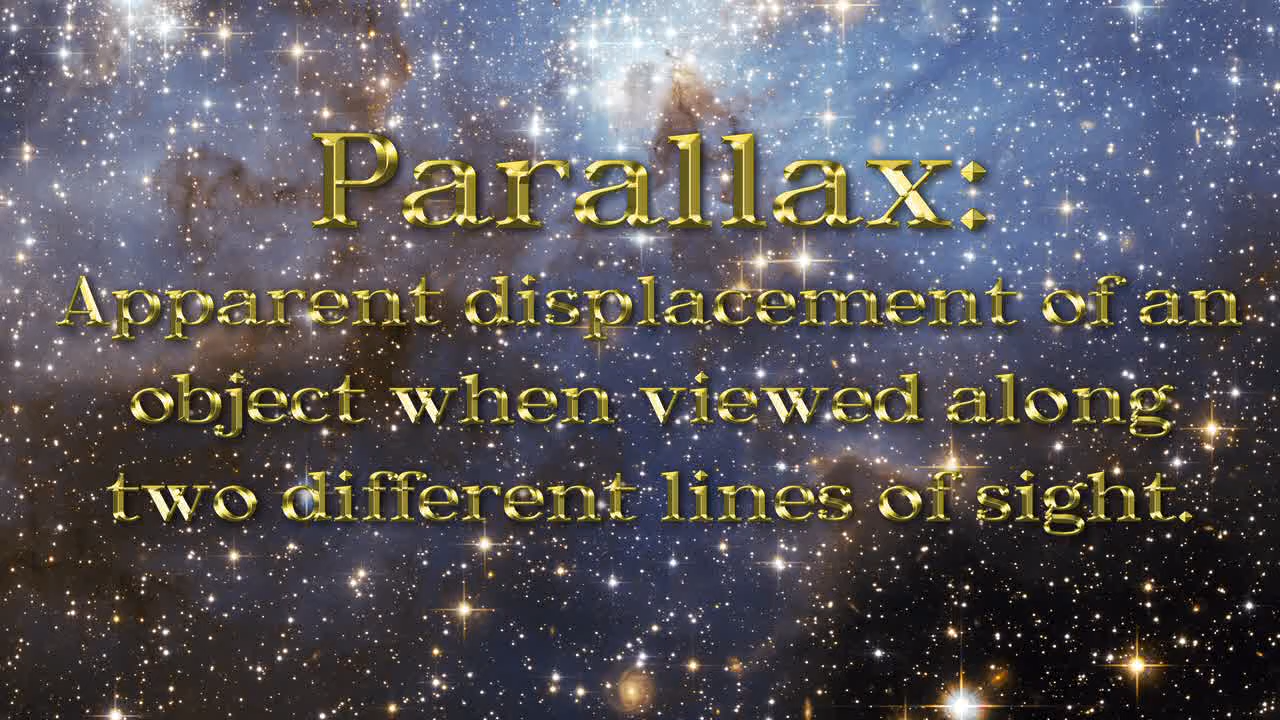 Parallax:
Apparent displacement of an
object when viewed along
two different lines of sight.